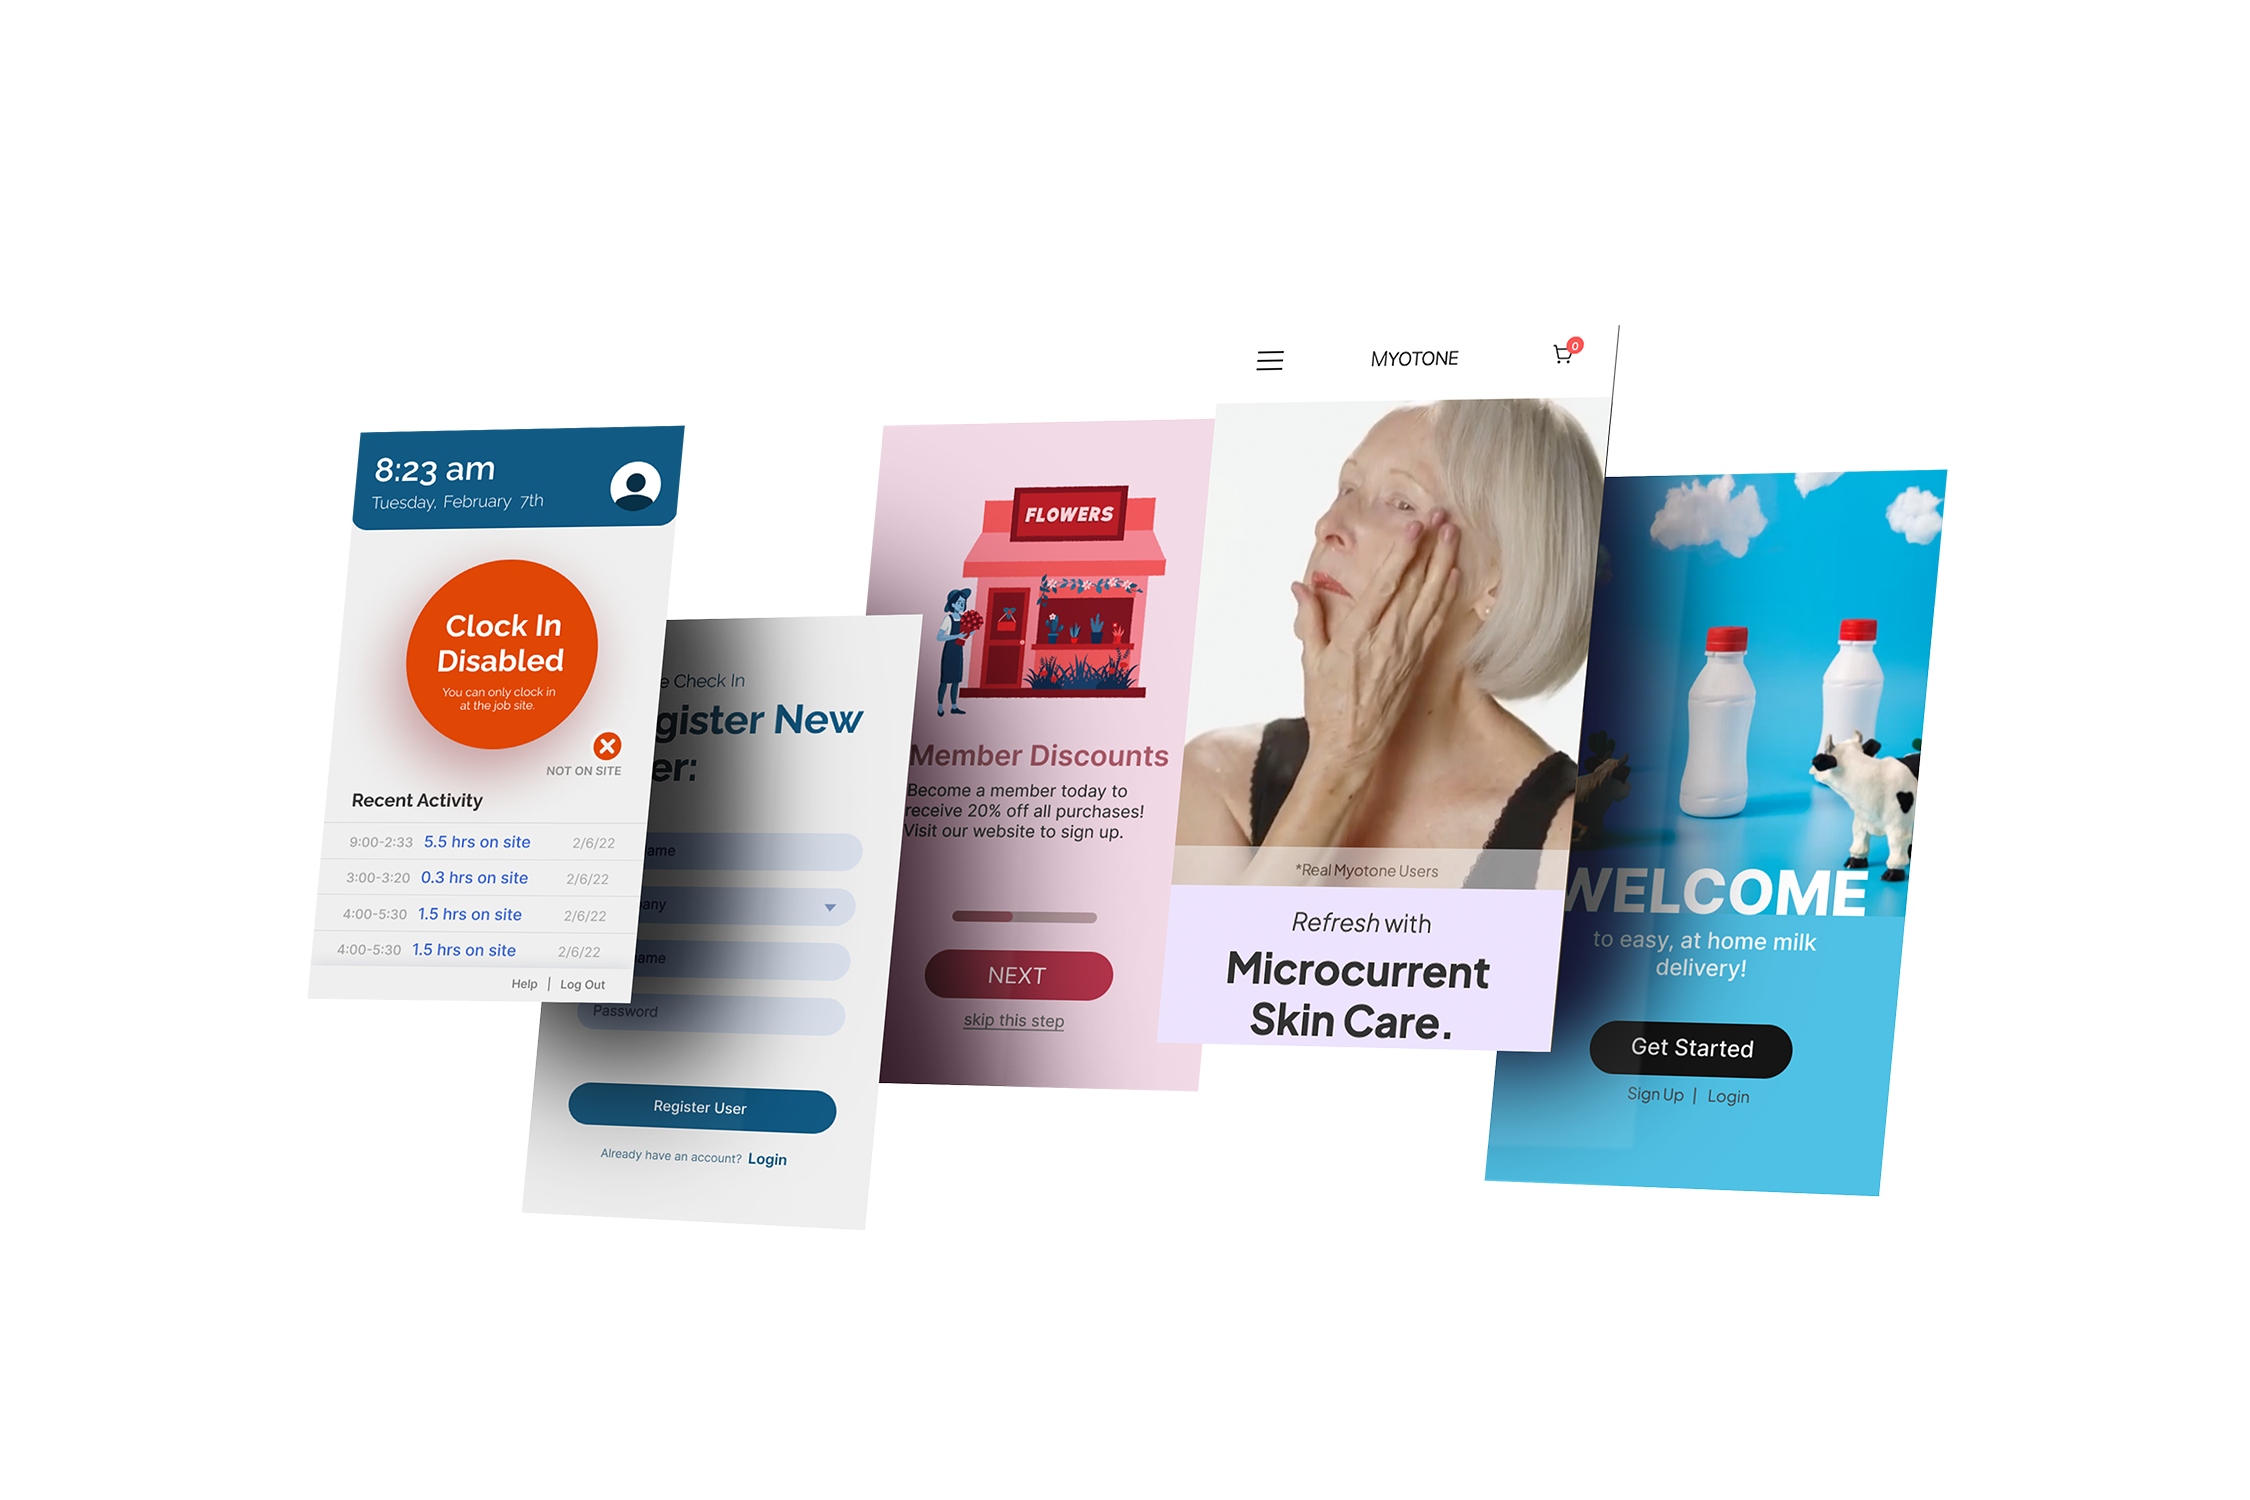 8:23 am
Tuesday, February 7th
Clock In
Disabled
You can only clock in
at the job site.
NOT ON SITE
Recent Activity
9:00-2:33 5.5 hrs on site 2/6/22
3:00-3:20 0.3 hrs on site 2/6/22
4:00-5:30 1.5 hrs on site 2/6/22
4:00-5:30 1.5 hrs on site 2/6/22
Help | Log Out
e Check In
gister New
er:
ame
any
ame
Password
Register User
Already have an account? Login
FLOWERS
Member Discounts
Become a member today to
receive 20% off all purchases!
Visit our website to sign up.
NEXT
skip this step
MYOTONE
0
*Real Myotone Users
Refresh with
Microcurrent
Skin Care.
WELCOME
to easy, at home milk
delivery!
Get Started
Sign Up | Login